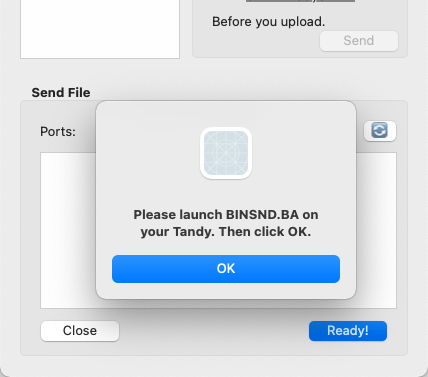 Before you upload.
Send
Send File
Ports:
Please launch BINSND.BA on
your Tandy. Then click OK.
OK
Close
Ready!